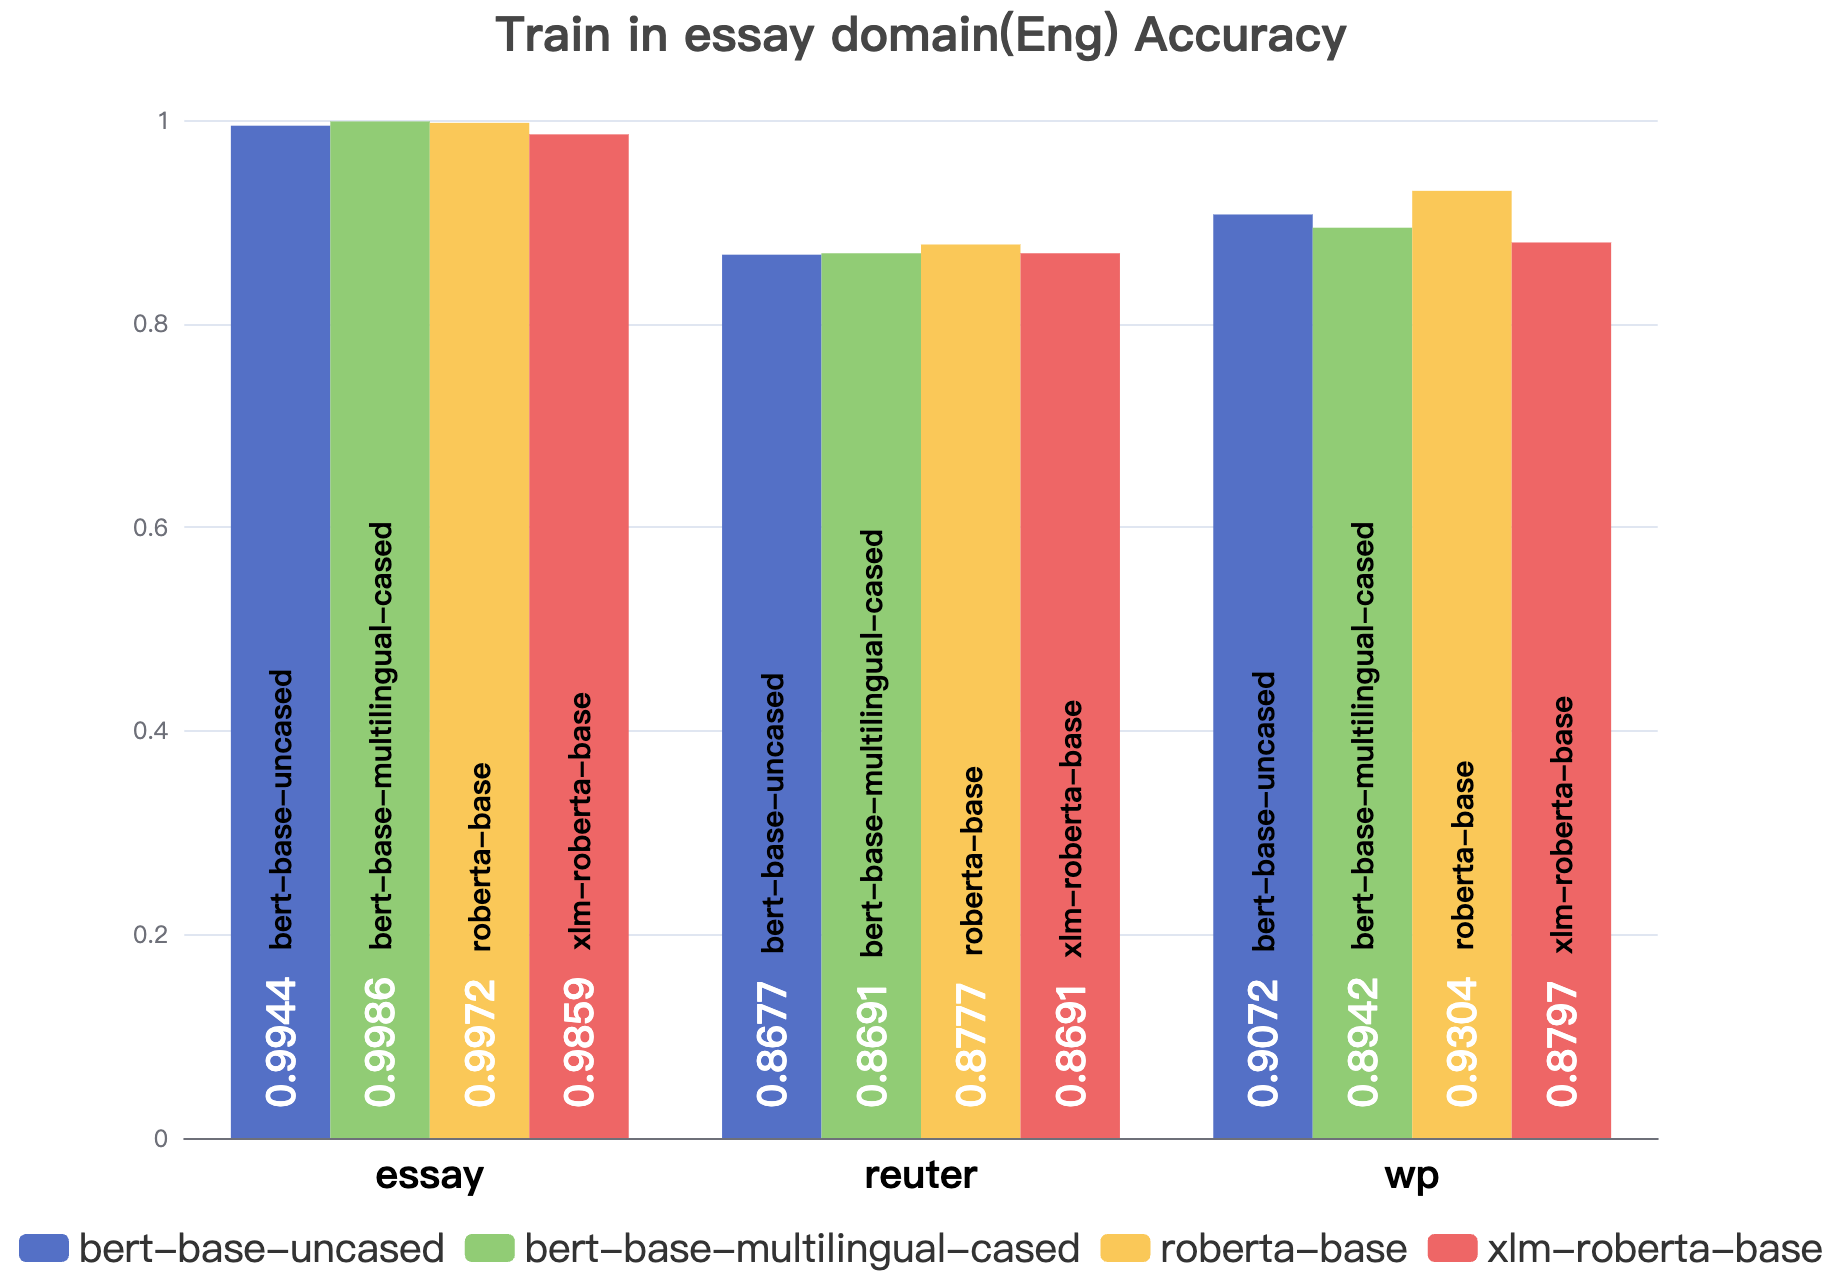 Train in essay domain(Eng) Accuracy
1
0.8
0.6
0.4
0.2
0
0.9944 bert-base-uncased
0.9986 bert-base-multilingual-cased
0.9972 roberta-base
0.9859 xlm-roberta-base
0.8677 bert-base-uncased
0.8691 bert-base-multilingual-cased
0.8777 roberta-base
0.8691 xlm-roberta-base
0.9072 bert-base-uncased
0.8942 bert-base-multilingual-cased
0.9304 roberta-base
0.8797 xlm-roberta-base
essay reuter wp
bert-base-uncased bert-base-multilingual-cased roberta-base xlm-roberta-base